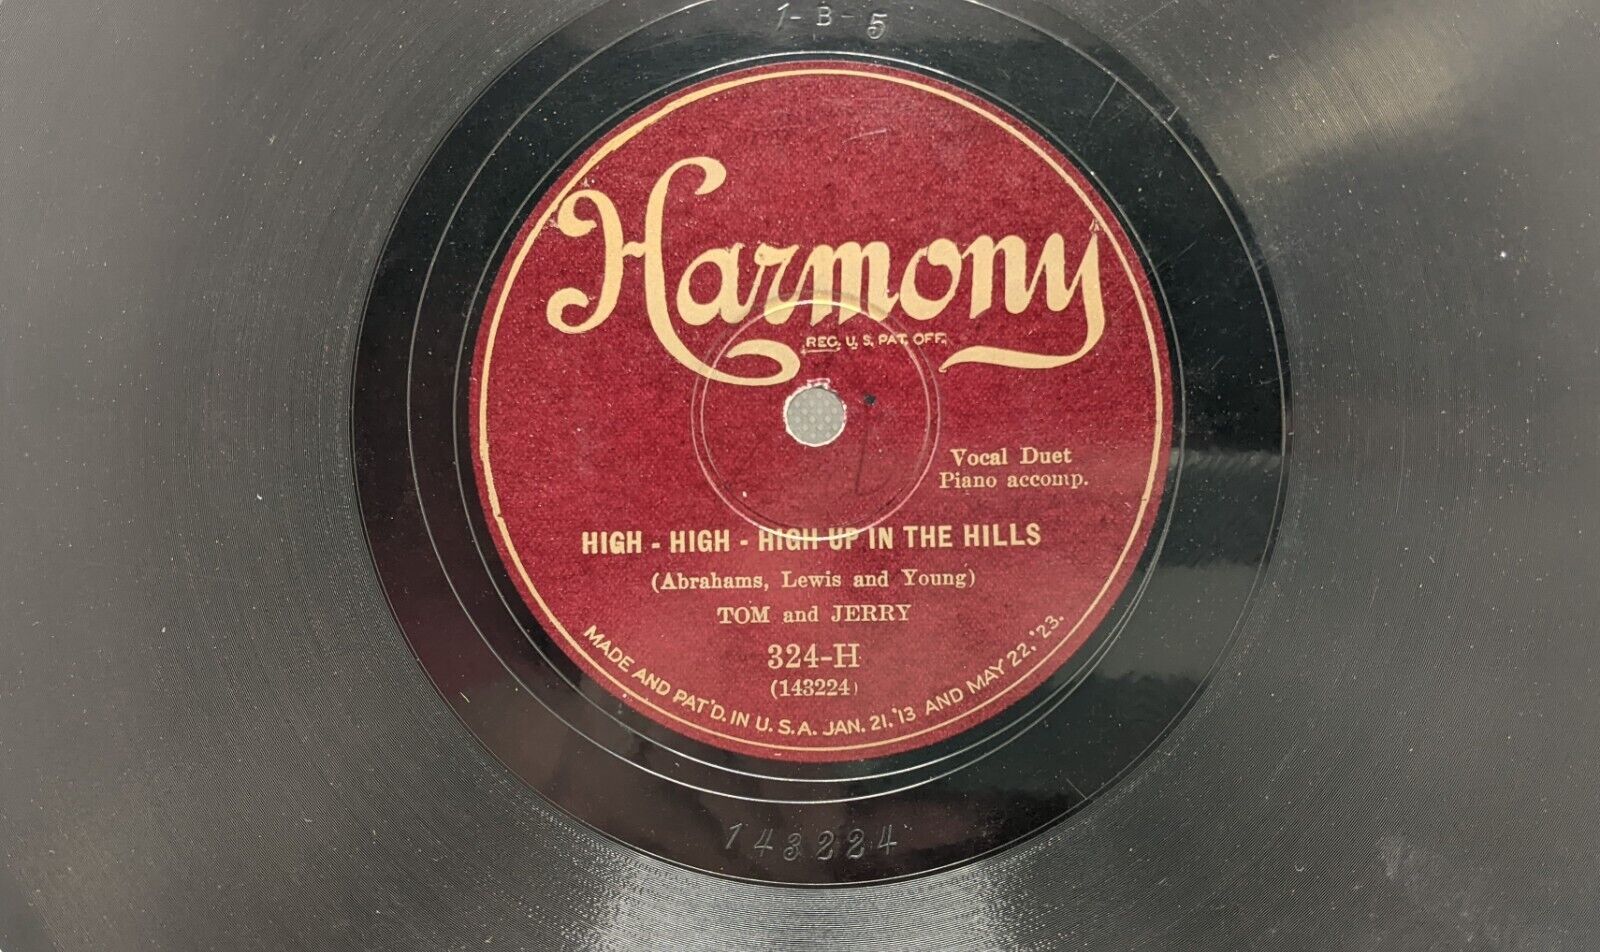 1-B-5
Harmony
REG. U. S. PAT. OFF.
Vocal Duet
Piano accomp.
HIGH - HIGH - HIGH UP IN THE HILLS
(Abrahams, Lewis and Young)
TOM and JERRY
324-H
(143224)
MADE AND PAT'D. IN U. S. A. JAN. 21, '13 AND MAY 22, '23.
143224